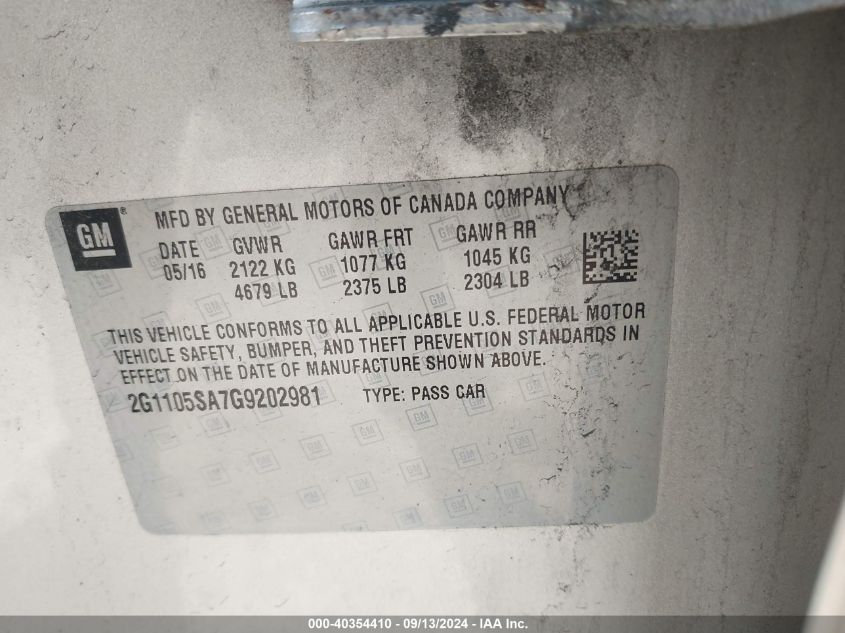 GM ® MFD BY GENERAL MOTORS OF CANADA COMPANY
DATE GVWR GAWR FRT GAWR RR
05/16 2122 KG 1077 KG 1045 KG
4679 LB 2375 LB 2304 LB
THIS VEHICLE CONFORMS TO ALL APPLICABLE U.S. FEDERAL MOTOR
VEHICLE SAFETY, BUMPER, AND THEFT PREVENTION STANDARDS IN
EFFECT ON THE DATE OF MANUFACTURE SHOWN ABOVE.
2G1105SA7G9202981 TYPE: PASS CAR
000-40354410 - 09/13/2024 - IAA Inc.